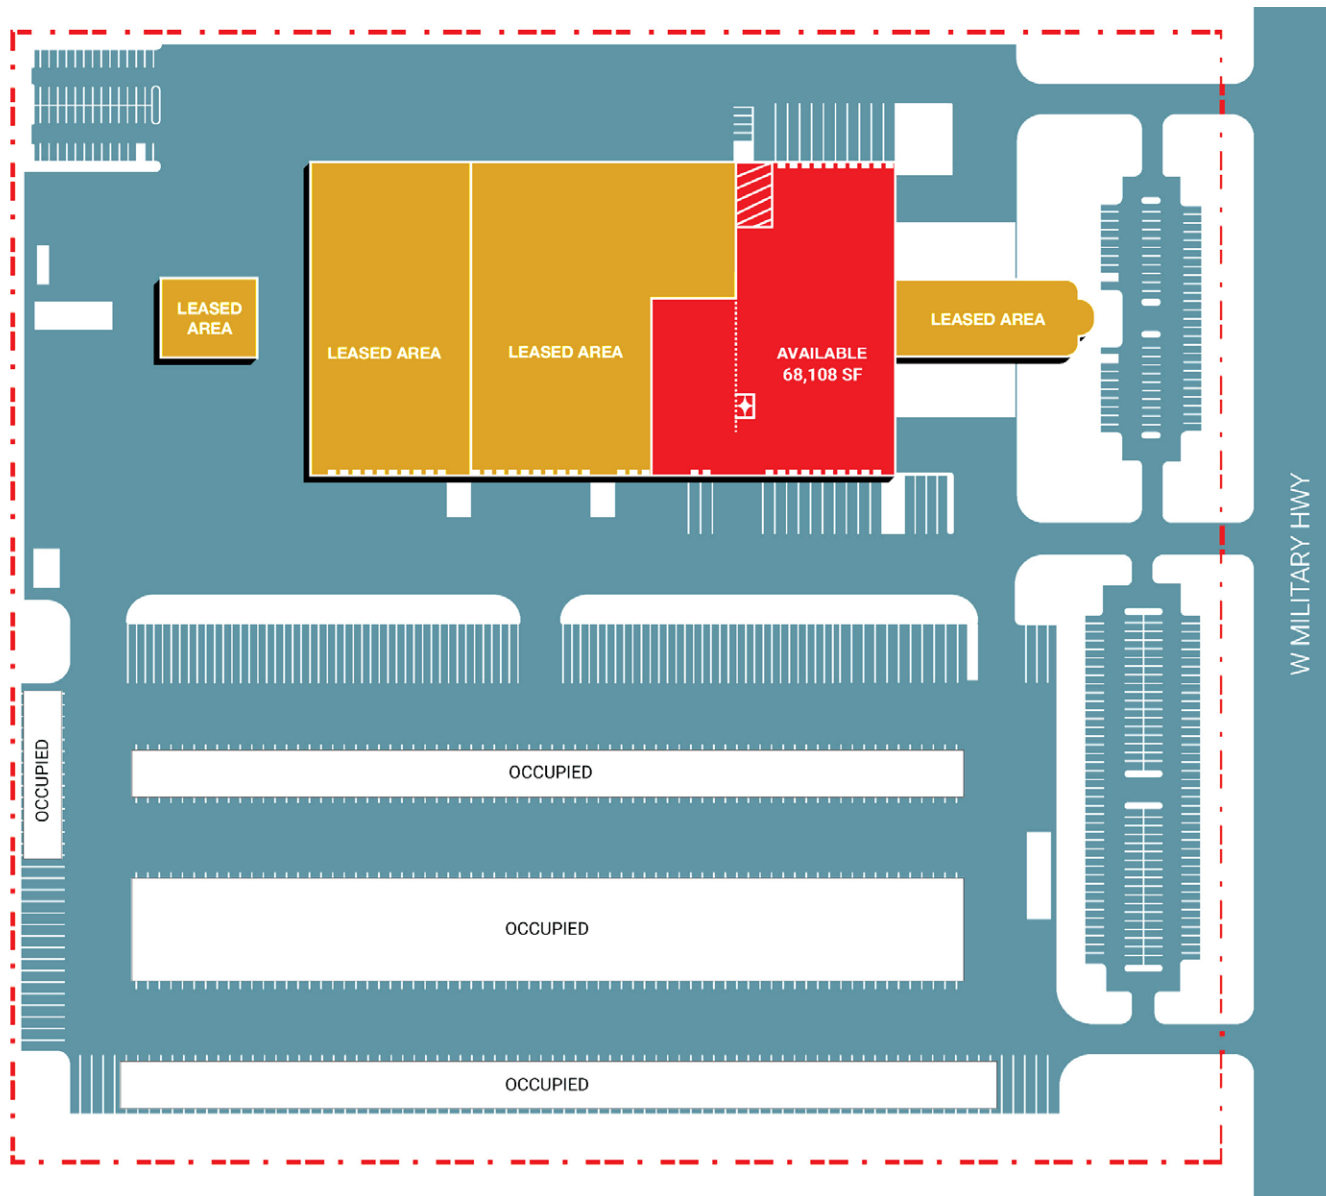 LEASED
AREA
LEASED AREA
LEASED AREA
AVAILABLE
68,108 SF
LEASED AREA
W MILITARY HWY
OCCUPIED
OCCUPIED
OCCUPIED
OCCUPIED